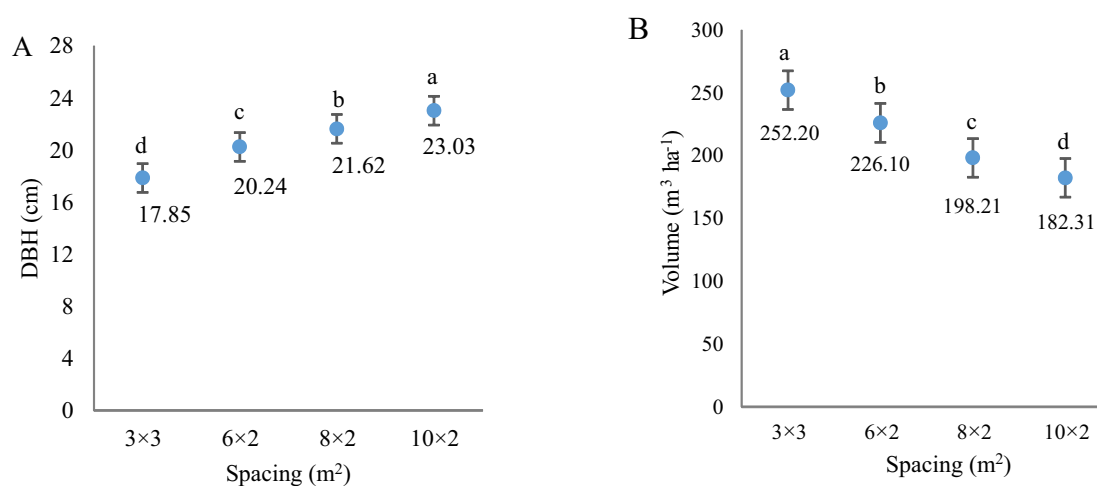 A
DBH (cm)
28
24
20
16
12
8
4
0
d
c
b
a
17.85
20.24
21.62
23.03
3×3 6×2 8×2 10×2
Spacing (m²)
B
Volume (m³ ha⁻¹)
300
250
200
150
100
50
0
a
b
c
d
252.20
226.10
198.21
182.31
3×3 6×2 8×2 10×2
Spacing (m²)